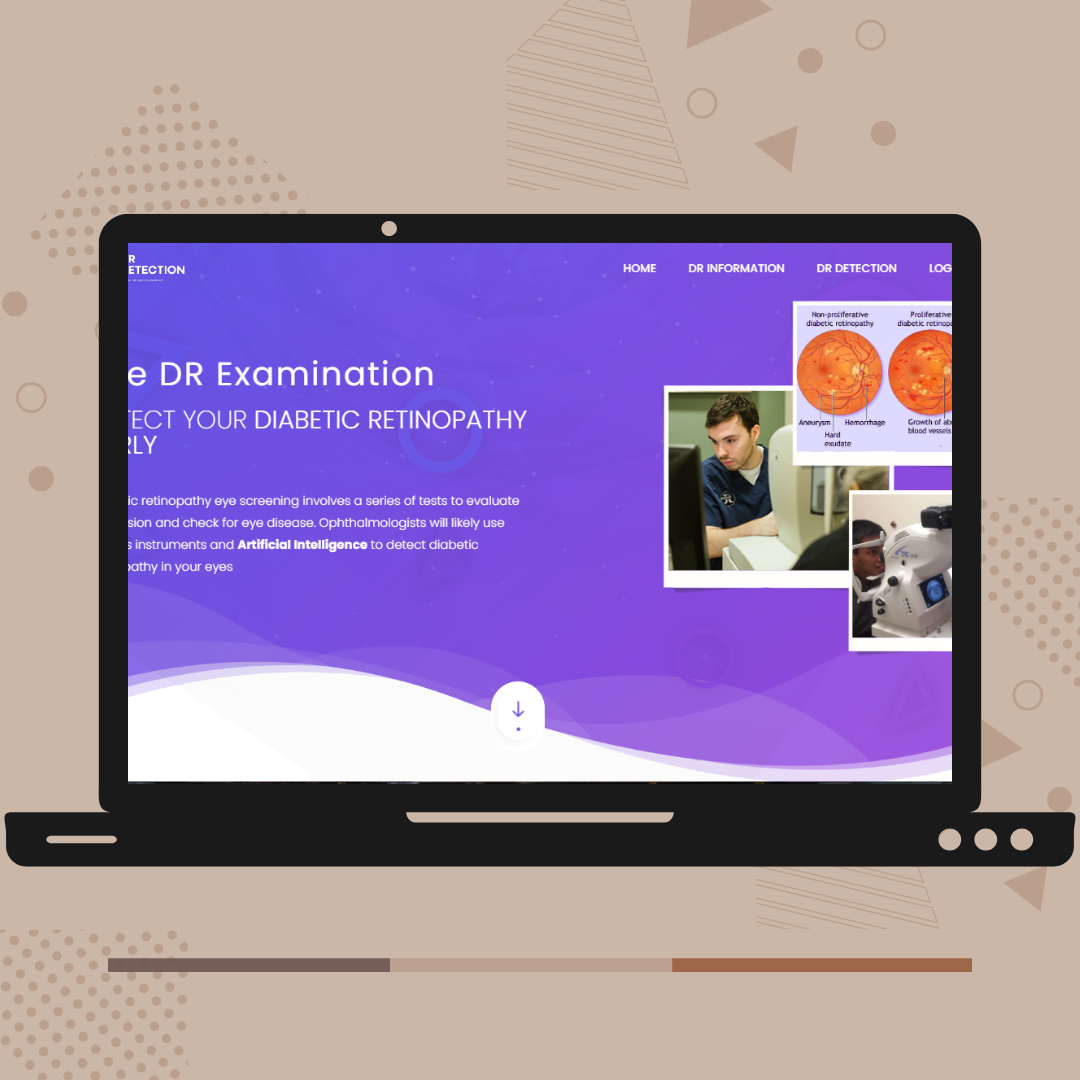 R
ETECTION
HOME DR INFORMATION DR DETECTION LOG
e DR Examination
TECT YOUR DIABETIC RETINOPATHY
RLY
ic retinopathy eye screening involves a series of tests to evaluate
sion and check for eye disease. Ophthalmologists will likely use
s instruments and Artificial Intelligence to detect diabetic
pathy in your eyes
Non-proliferative
diabetic retinopathy
Proliferative
diabetic retinopa
Aneurysm Hemorrhage
Hard
exudate
Growth of ab
blood vessels